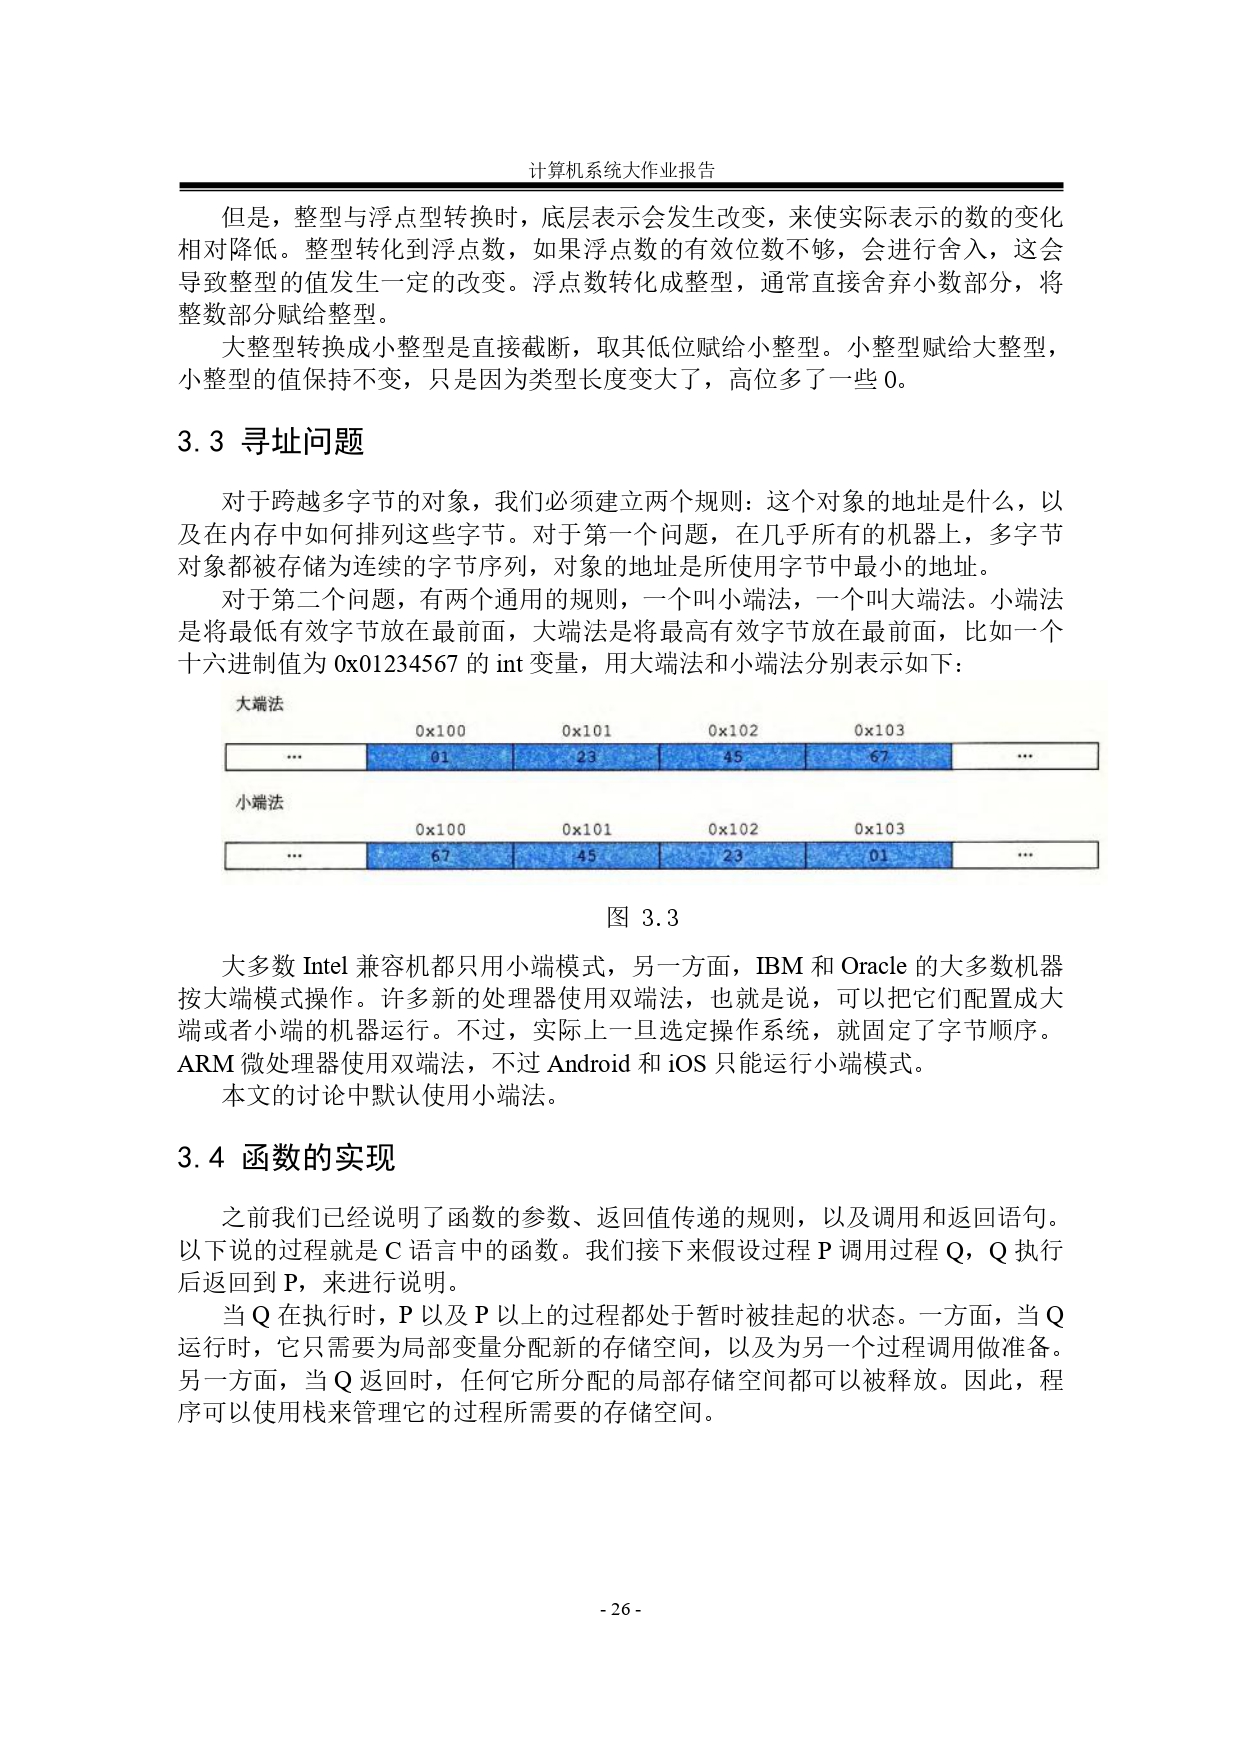 计算机系统大作业报告
但是，整型与浮点型转换时，底层表示会发生改变，来使实际表示的数的变化
相对降低。整型转化到浮点数，如果浮点数的有效位数不够，会进行舍入，这会
导致整型的值发生一定的改变。浮点数转化成整型，通常直接舍弃小数部分，将
整数部分赋给整型。
大整型转换成小整型是直接截断，取其低位赋给小整型。小整型赋给大整型，
小整型的值保持不变，只是因为类型长度变大了，高位多了一些 0。
3.3 寻址问题
对于跨越多字节的对象，我们必须建立两个规则：这个对象的地址是什么，以
及在内存中如何排列这些字节。对于第一个问题，在几乎所有的机器上，多字节
对象都被存储为连续的字节序列，对象的地址是所使用字节中最小的地址。
对于第二个问题，有两个通用的规则，一个叫小端法，一个叫大端法。小端法
是将最低有效字节放在最前面，大端法是将最高有效字节放在最前面，比如一个
十六进制值为 0x01234567 的 int 变量，用大端法和小端法分别表示如下：
大端法
0x100 0x101 0x102 0x103
… 01 23 45 67 …
小端法
0x100 0x101 0x102 0x103
… 67 45 23 01 …
图 3.3
大多数 Intel 兼容机都只用小端模式，另一方面，IBM 和 Oracle 的大多数机器
按大端模式操作。许多新的处理器使用双端法，也就是说，可以把它们配置成大
端或者小端的机器运行。不过，实际上一旦选定操作系统，就固定了字节顺序。
ARM 微处理器使用双端法，不过 Android 和 iOS 只能运行小端模式。
本文的讨论中默认使用小端法。
3.4 函数的实现
之前我们已经说明了函数的参数、返回值传递的规则，以及调用和返回语句。
以下说的过程就是 C 语言中的函数。我们接下来假设过程 P 调用过程 Q，Q 执行
后返回到 P，来进行说明。
当 Q 在执行时，P 以及 P 以上的过程都处于暂时被挂起的状态。一方面，当 Q
运行时，它只需要为局部变量分配新的存储空间，以及为另一个过程调用做准备。
另一方面，当 Q 返回时，任何它所分配的局部存储空间都可以被释放。因此，程
序可以使用栈来管理它的过程所需要的存储空间。
- 26 -